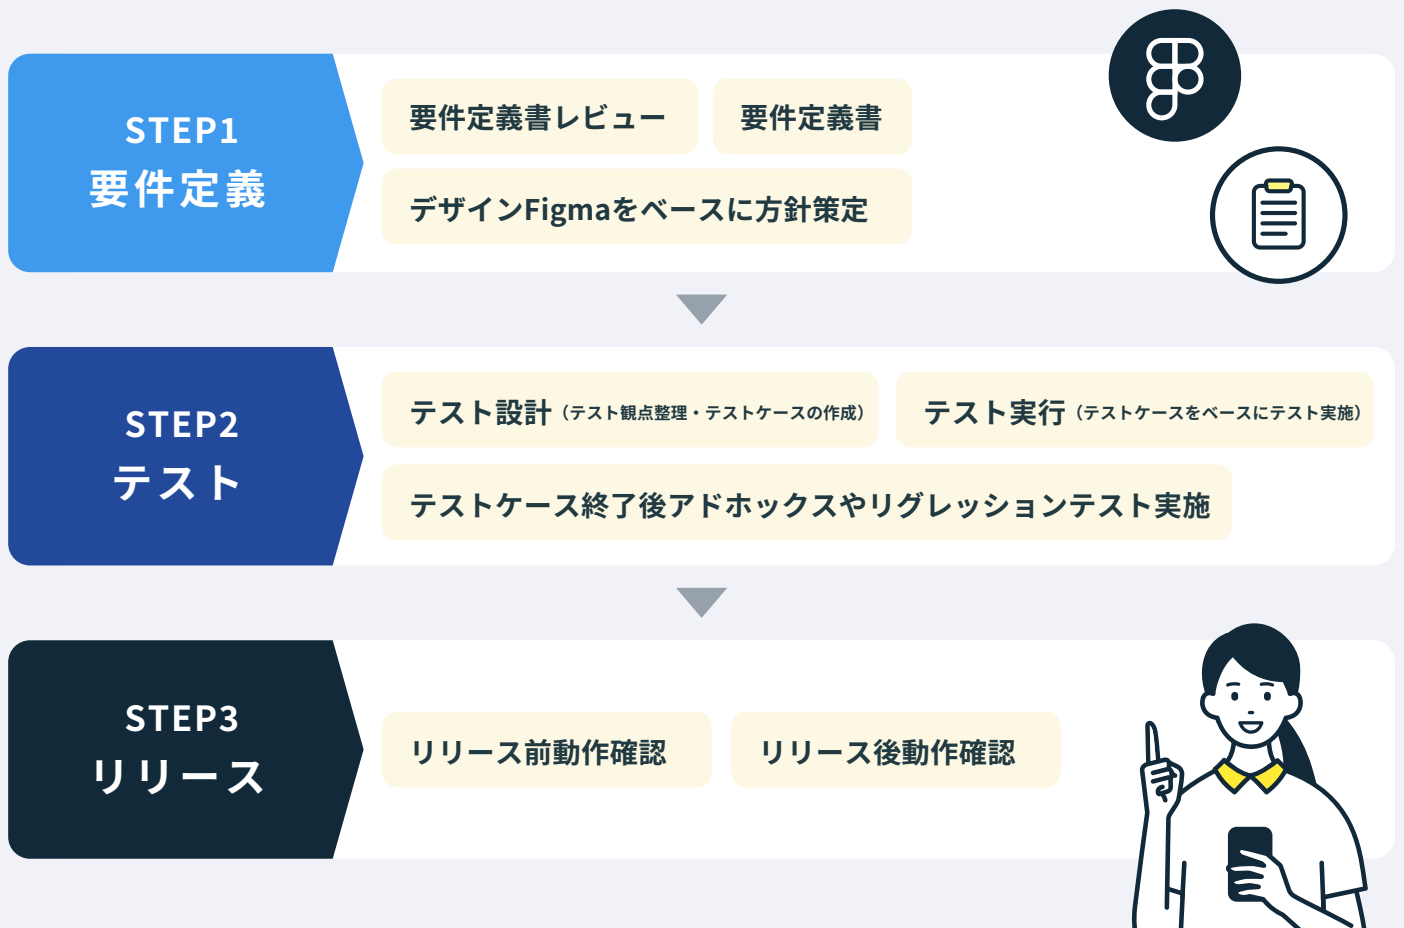 STEP1
要件定義
要件定義書レビュー
要件定義書
デザインFigmaをベースに方針策定
STEP2
テスト
テスト設計（テスト観点整理・テストケースの作成）
テスト実行（テストケースをベースにテスト実施）
テストケース終了後アドホックスやリグレッションテスト実施
STEP3
リリース
リリース前動作確認
リリース後動作確認